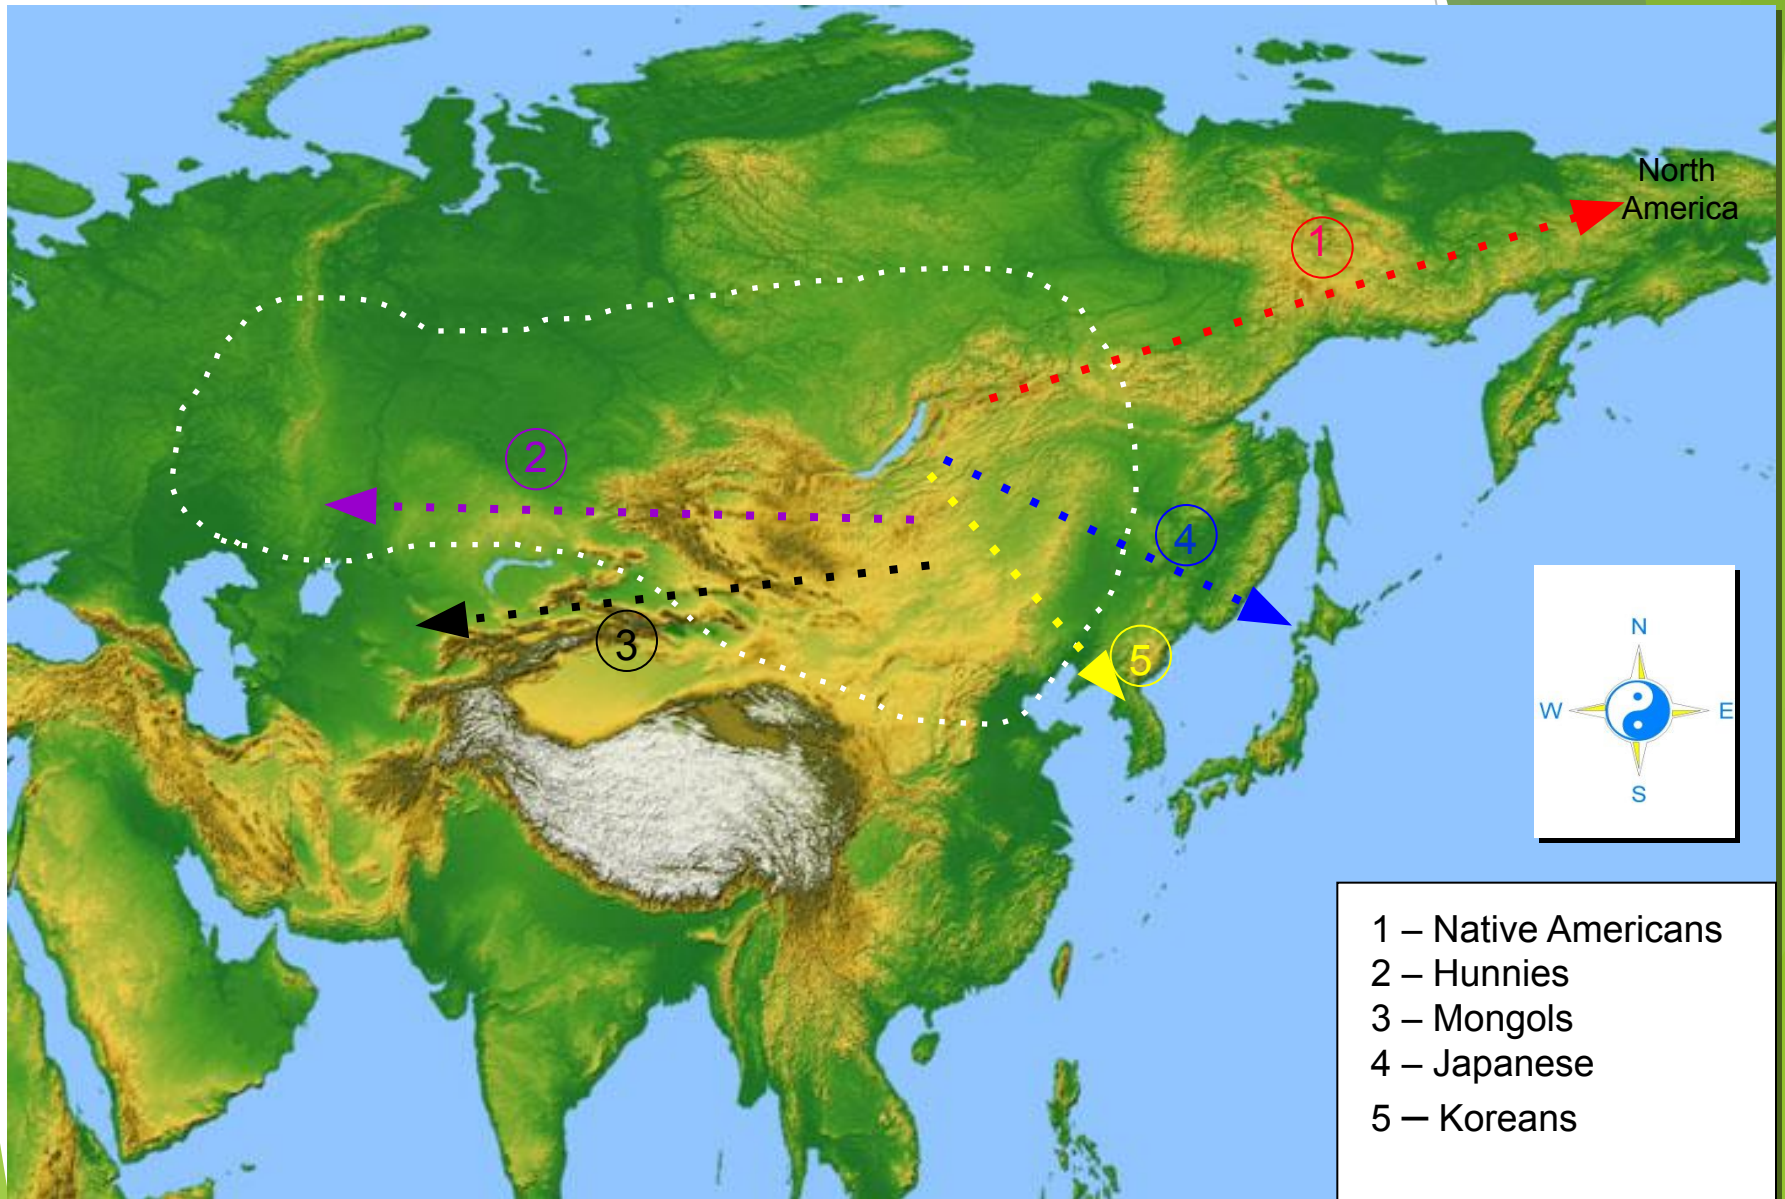 North
America
1
2
4
3
5
N
W
E
S
1 – Native Americans
2 – Hunnies
3 – Mongols
4 – Japanese
5 – Koreans